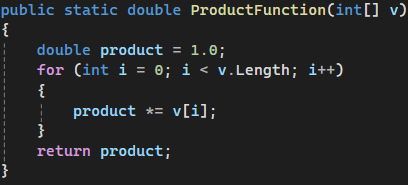 public static double ProductFunction(int[] v)
{
    double product = 1.0;
    for (int i = 0; i < v.Length; i++)
    {
        product *= v[i];
    }
    return product;
}